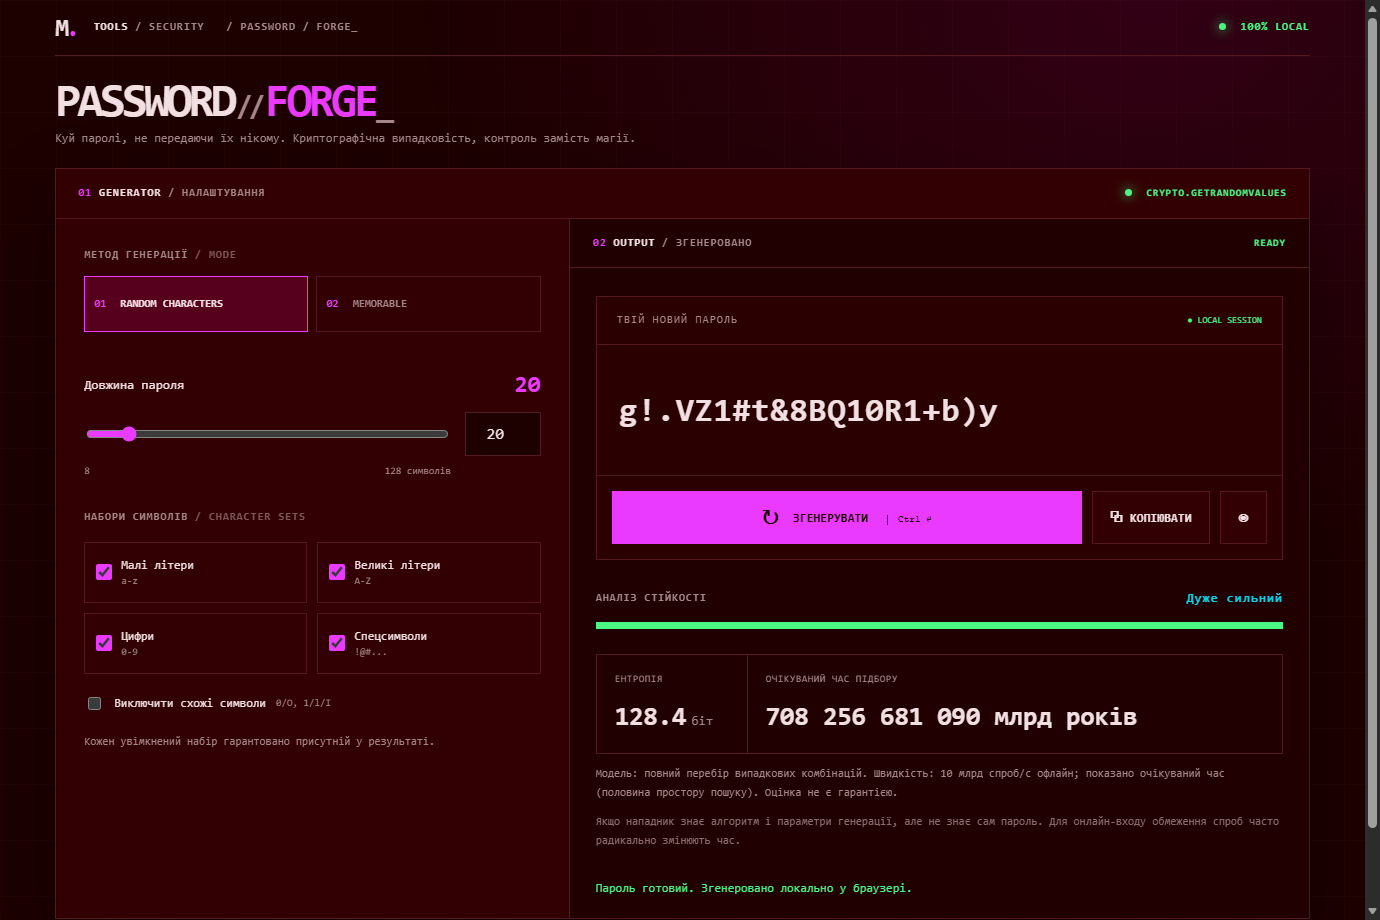 M. TOOLS / SECURITY / PASSWORD / FORGE_
100% LOCAL
PASSWORD//FORGE_
Куй паролі, не передаючи їх нікому. Криптографічна випадковість, контроль замість магії.
01 GENERATOR / НАЛАШТУВАННЯ
CRYPTO.GETRANDOMVALUES
МЕТОД ГЕНЕРАЦІЇ / MODE
01 RANDOM CHARACTERS
02 MEMORABLE
Довжина пароля
20
20
8
128 символів
НАБОРИ СИМВОЛІВ / CHARACTER SETS
Малі літери
a-z
Великі літери
A-Z
Цифри
0-9
Спецсимволи
!@#...
Виключити схожі символи 0/O, 1/l/I
Кожен увімкнений набір гарантовано присутній у результаті.
02 OUTPUT / ЗГЕНЕРОВАНО
READY
ТВІЙ НОВИЙ ПАРОЛЬ
● LOCAL SESSION
g!.VZ1#t&8BQ10R1+b)y
↻ ЗГЕНЕРУВАТИ | Ctrl ⏎
КОПІЮВАТИ
АНАЛІЗ СТІЙКОСТІ
Дуже сильний
ЕНТРОПІЯ
128.4 біт
ОЧІКУВАНИЙ ЧАС ПІДБОРУ
708 256 681 090 млрд років
Модель: повний перебір випадкових комбінацій. Швидкість: 10 млрд спроб/с офлайн; показано очікуваний час
(половина простору пошуку). Оцінка не є гарантією.
Якщо нападник знає алгоритм і параметри генерації, але не знає сам пароль. Для онлайн-входу обмеження спроб часто
радикально змінюють час.
Пароль готовий. Згенеровано локально у браузері.